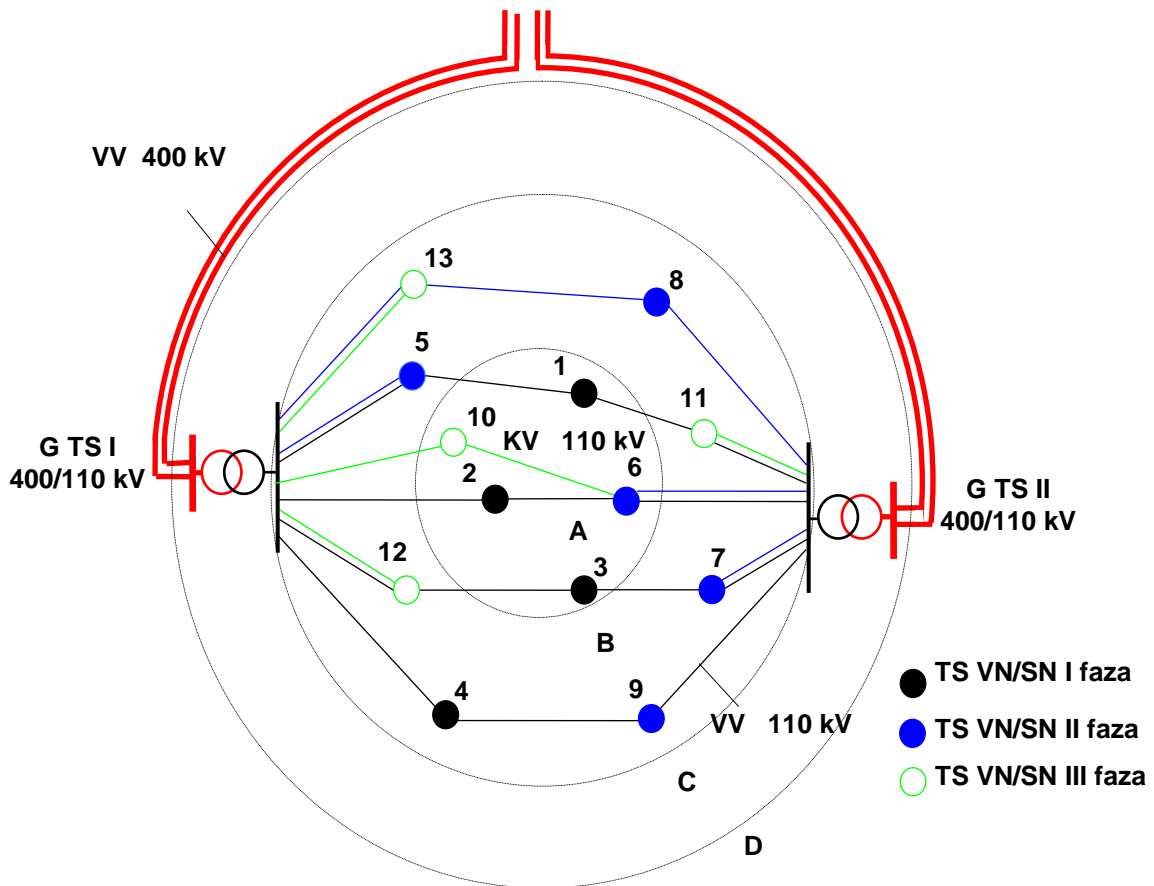 VV 400 kV
13
8
5
1
11
10
KV 110 kV
G TS I
400/110 kV
2
6
G TS II
400/110 kV
A
12
3
7
B
4
9
VV 110 kV
C
D
TS VN/SN I faza
TS VN/SN II faza
TS VN/SN III faza